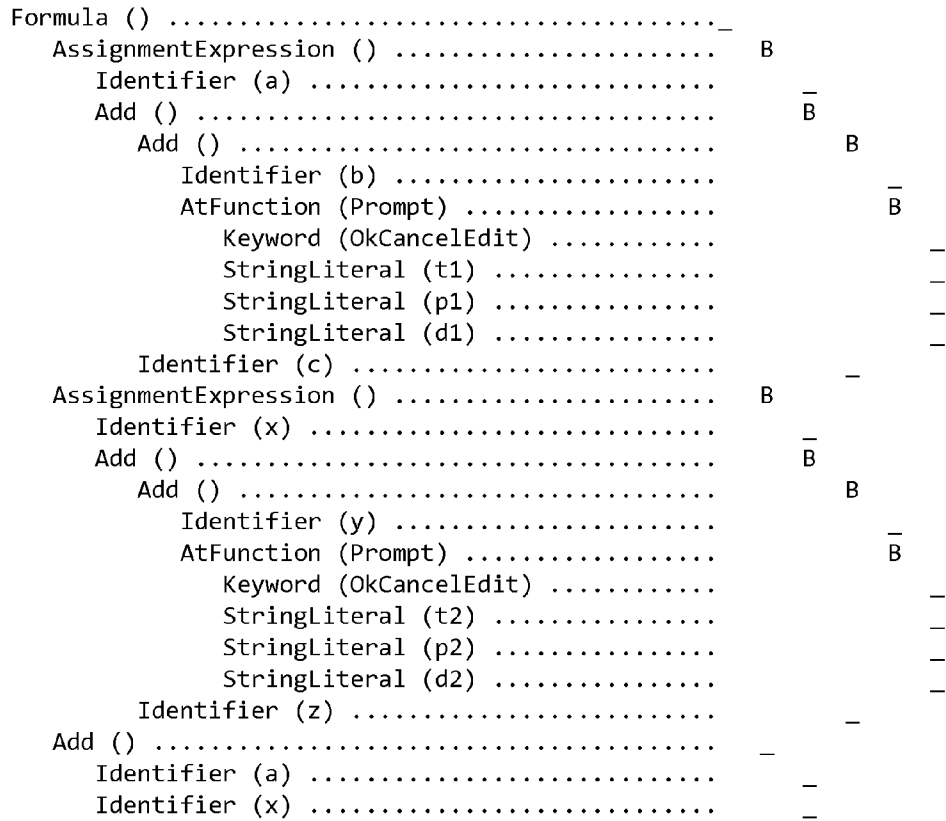 Formula () ......................................._
   AssignmentExpression () .......................   B
      Identifier (a) .............................      _
      Add () .....................................      B
         Add () ..................................         B
            Identifier (b) .......................            _
            AtFunction (Prompt) ..................            B
               Keyword (OkCancelEdit) ............               _
               StringLiteral (t1) ................               _
               StringLiteral (p1) ................               _
               StringLiteral (d1) ................               _
         Identifier (c) ..........................         _
   AssignmentExpression () .......................   B
      Identifier (x) .............................      _
      Add () .....................................      B
         Add () ..................................         B
            Identifier (y) .......................            _
            AtFunction (Prompt) ..................            B
               Keyword (OkCancelEdit) ............               _
               StringLiteral (t2) ................               _
               StringLiteral (p2) ................               _
               StringLiteral (d2) ................               _
         Identifier (z) ..........................         _
   Add () ........................................   _
      Identifier (a) .............................      _
      Identifier (x) .............................      _